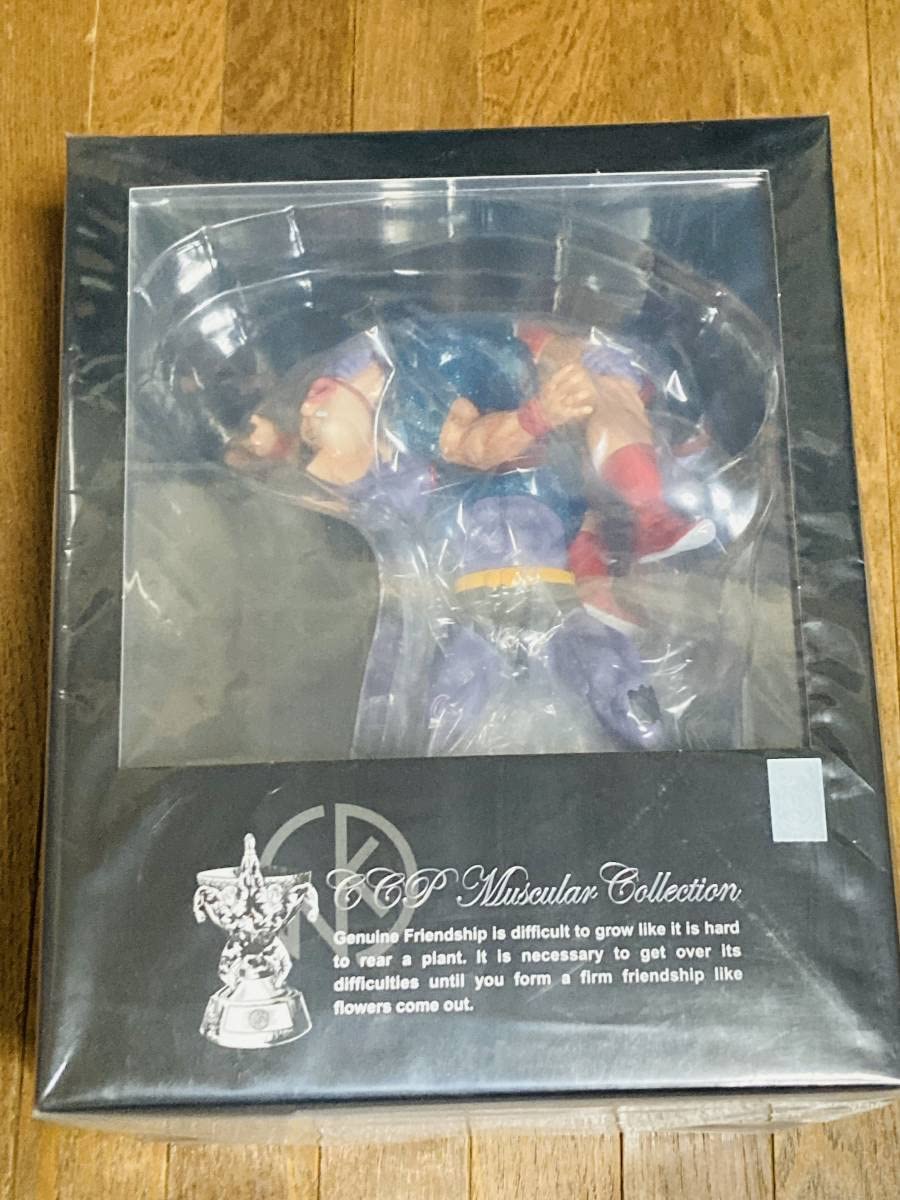 CCP Muscular Collection
Genuine Friendship is difficult to grow like it is hard
to rear a plant. It is necessary to get over its
difficulties until you form a firm friendship like
flowers come out.